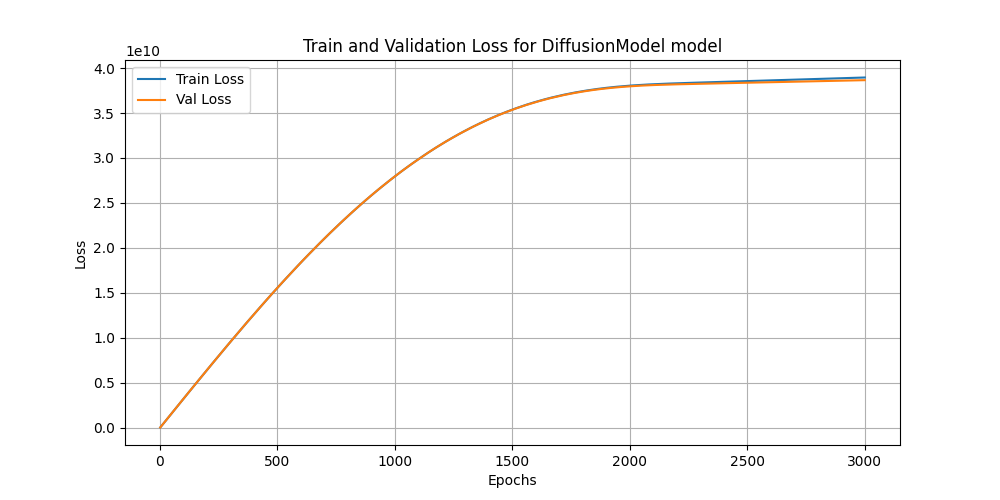 Train and Validation Loss for DiffusionModel model
1e10
Train Loss
Val Loss
4.0
3.5
3.0
2.5
2.0
1.5
1.0
0.5
0.0
Loss
0 500 1000 1500 2000 2500 3000
Epochs